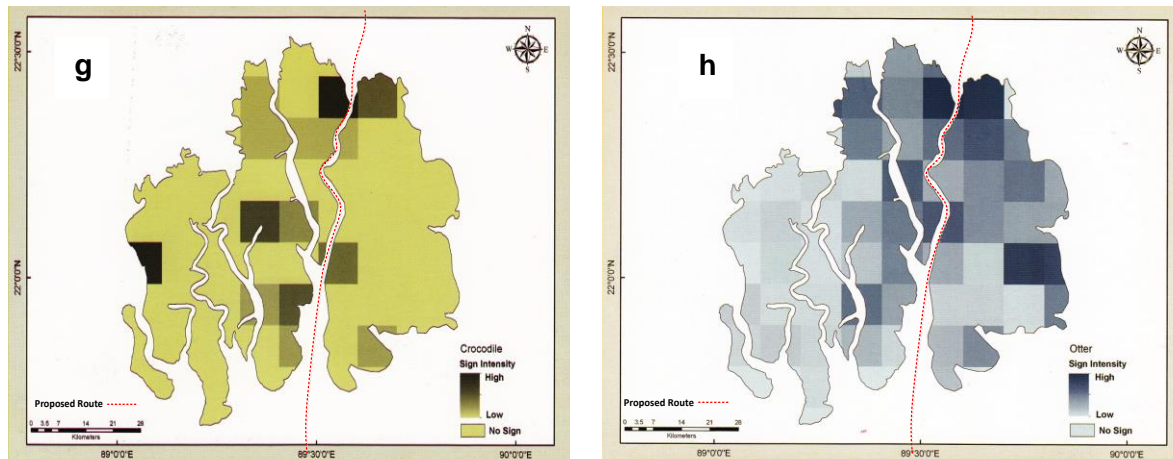 g
N
W E
S
22°30'0"N
22°0'0"N
Crocodile
Sign Intensity
High
Low
No Sign
Proposed Route
0 3.5 7 14 21 28
Kilometers
89°0'0"E 89°30'0"E 90°0'0"E
h
N
W E
S
22°30'0"N
22°0'0"N
Otter
Sign Intensity
High
Low
No Sign
Proposed Route
0 3.5 7 14 21 28
Kilometers
89°0'0"E 89°30'0"E 90°0'0"E